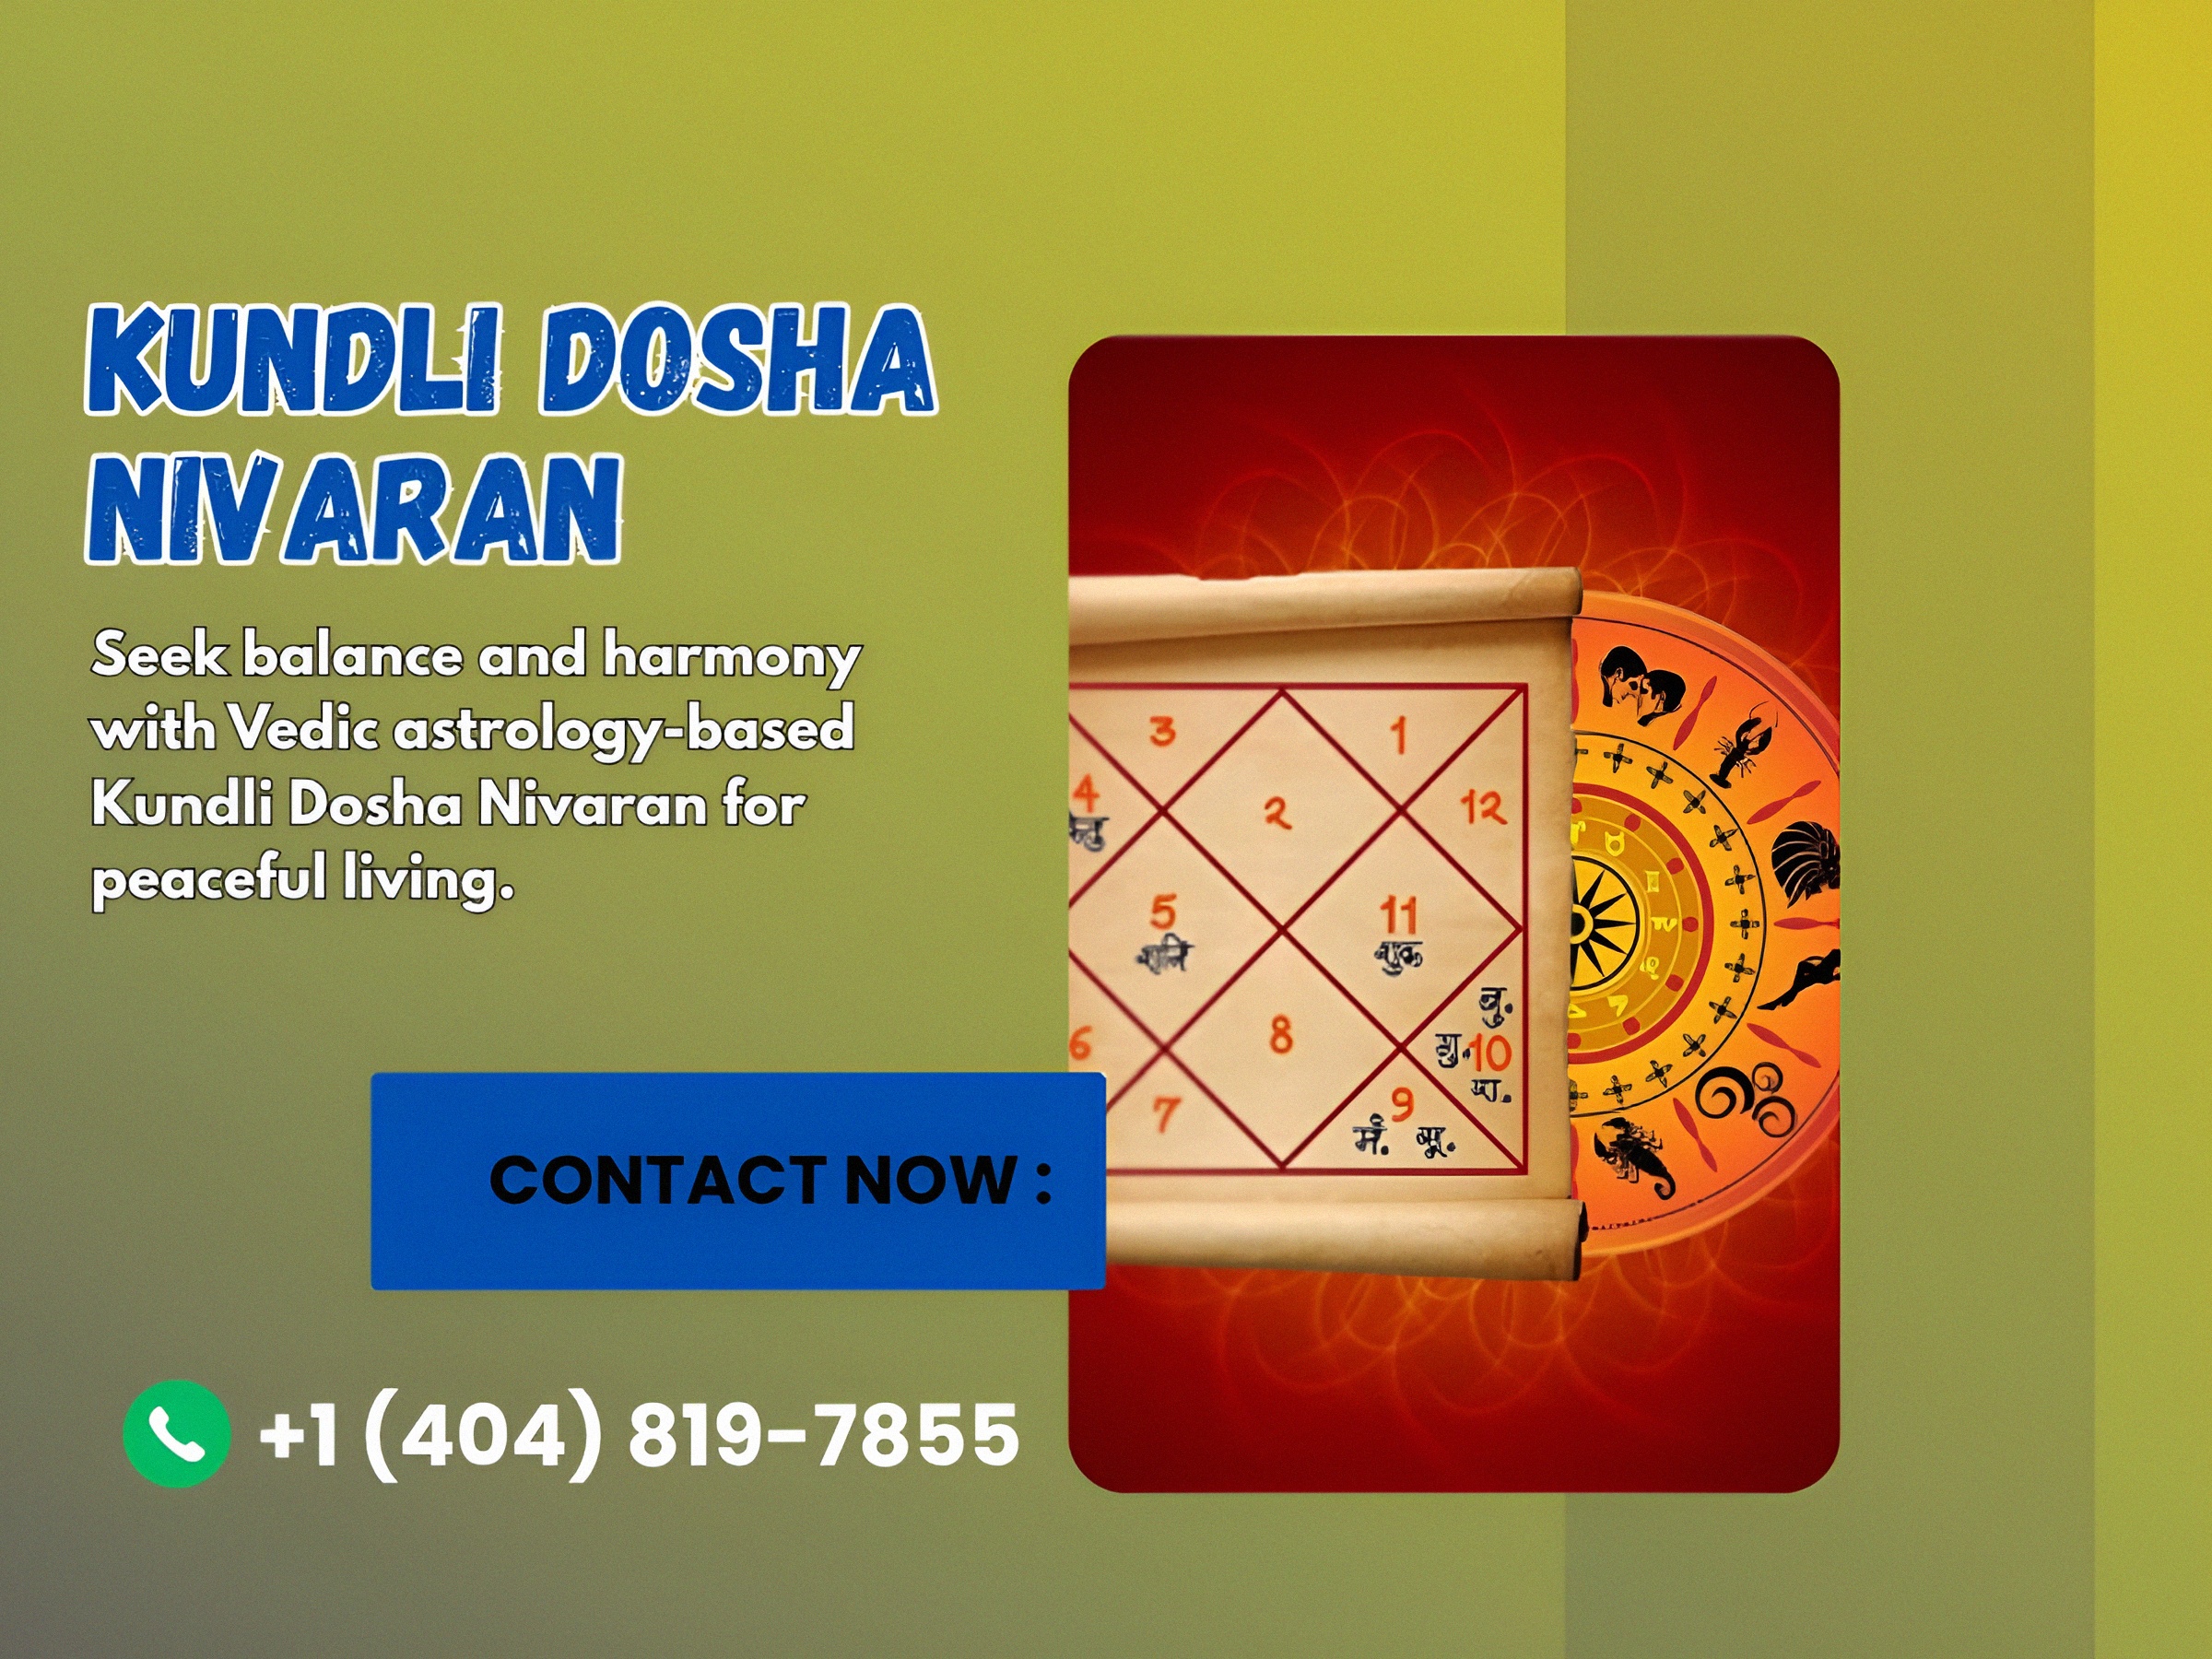 KUNDLI DOSHA
NIVARAN
Seek balance and harmony
with Vedic astrology-based
Kundli Dosha Nivaran for
peaceful living.
CONTACT NOW :
+1 (404) 819-7855
3
1
4
2
12
5
11
शनि
शुक्र
बु.
6
8
10
7
9
मं.